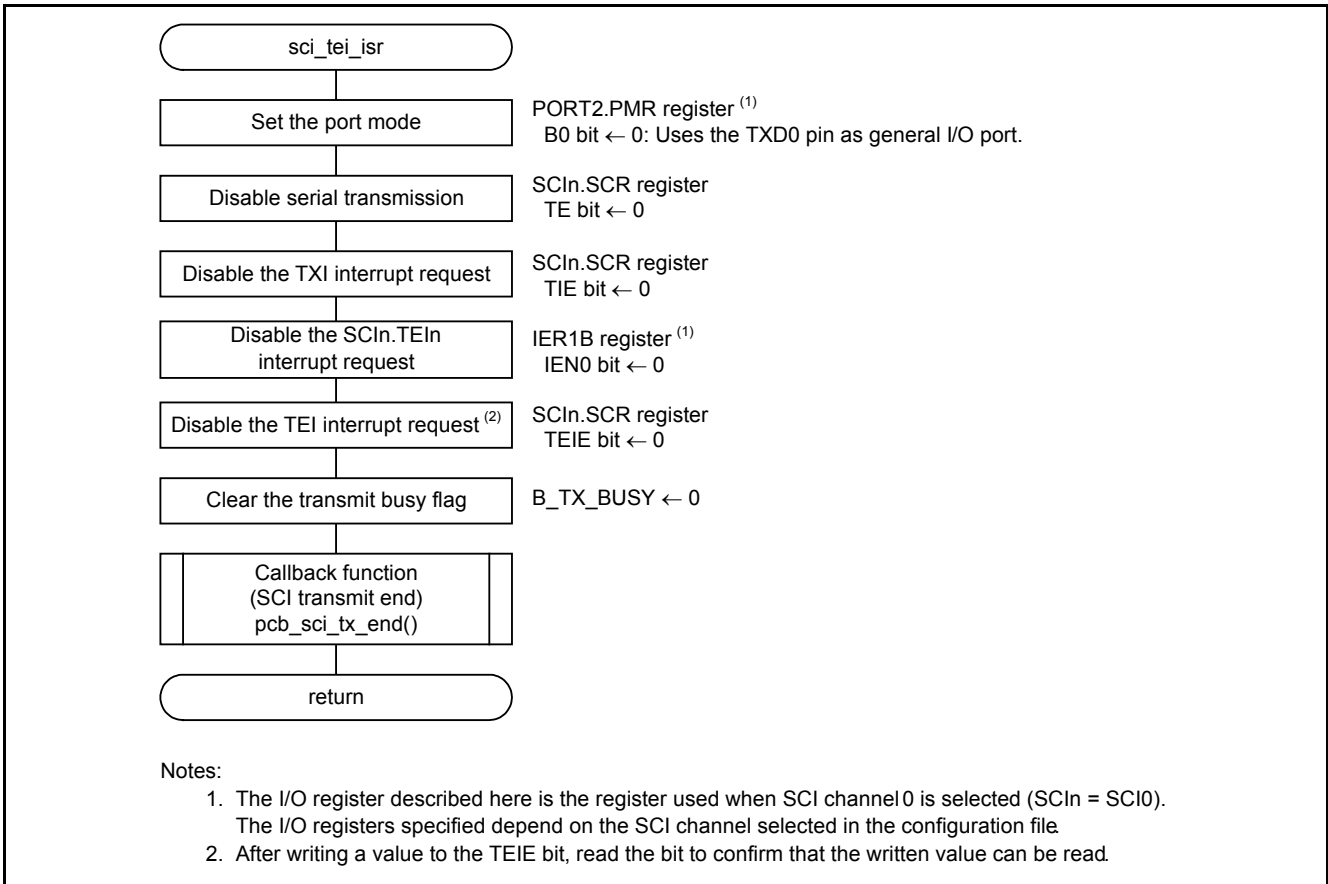 sci_tei_isr
Set the port mode
PORT2.PMR register (1)
B0 bit ← 0: Uses the TXD0 pin as general I/O port.
Disable serial transmission
SCIn.SCR register
TE bit ← 0
Disable the TXI interrupt request
SCIn.SCR register
TIE bit ← 0
Disable the SCIn.TEIn
interrupt request
IER1B register (1)
IEN0 bit ← 0
Disable the TEI interrupt request (2)
SCIn.SCR register
TEIE bit ← 0
Clear the transmit busy flag
B_TX_BUSY ← 0
Callback function
(SCI transmit end)
pcb_sci_tx_end()
return
Notes:
1. The I/O register described here is the register used when SCI channel 0 is selected (SCIn = SCI0).
The I/O registers specified depend on the SCI channel selected in the configuration file.
2. After writing a value to the TEIE bit, read the bit to confirm that the written value can be read.